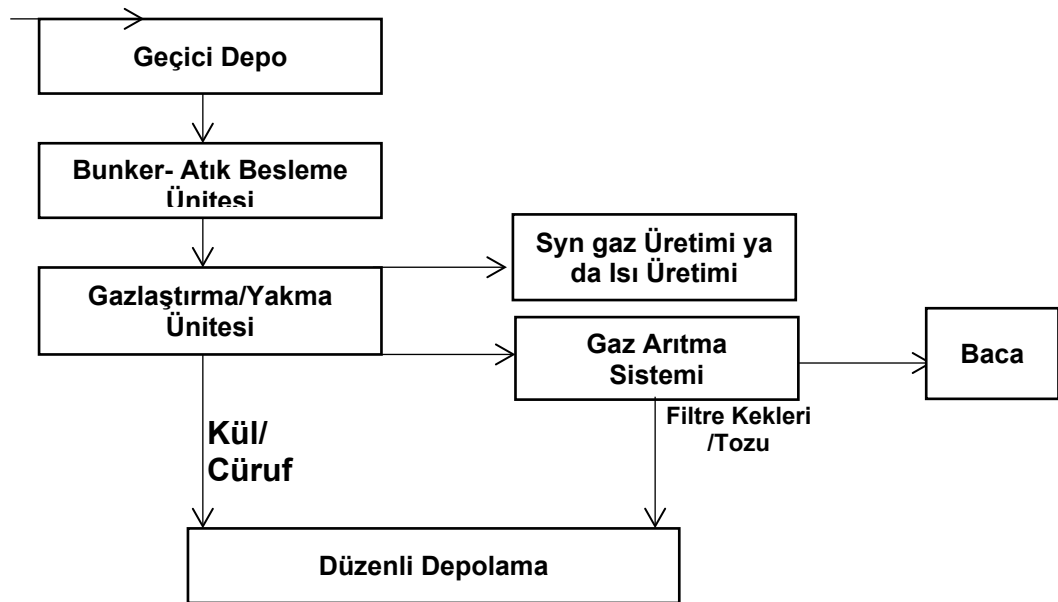 Geçici Depo
Bunker- Atık Besleme
Ünitesi
Syn gaz Üretimi ya
da Isı Üretimi
Gazlaştırma/Yakma
Ünitesi
Gaz Arıtma
Sistemi
Baca
Filtre Kekleri
/Tozu
Kül/
Cüruf
Düzenli Depolama